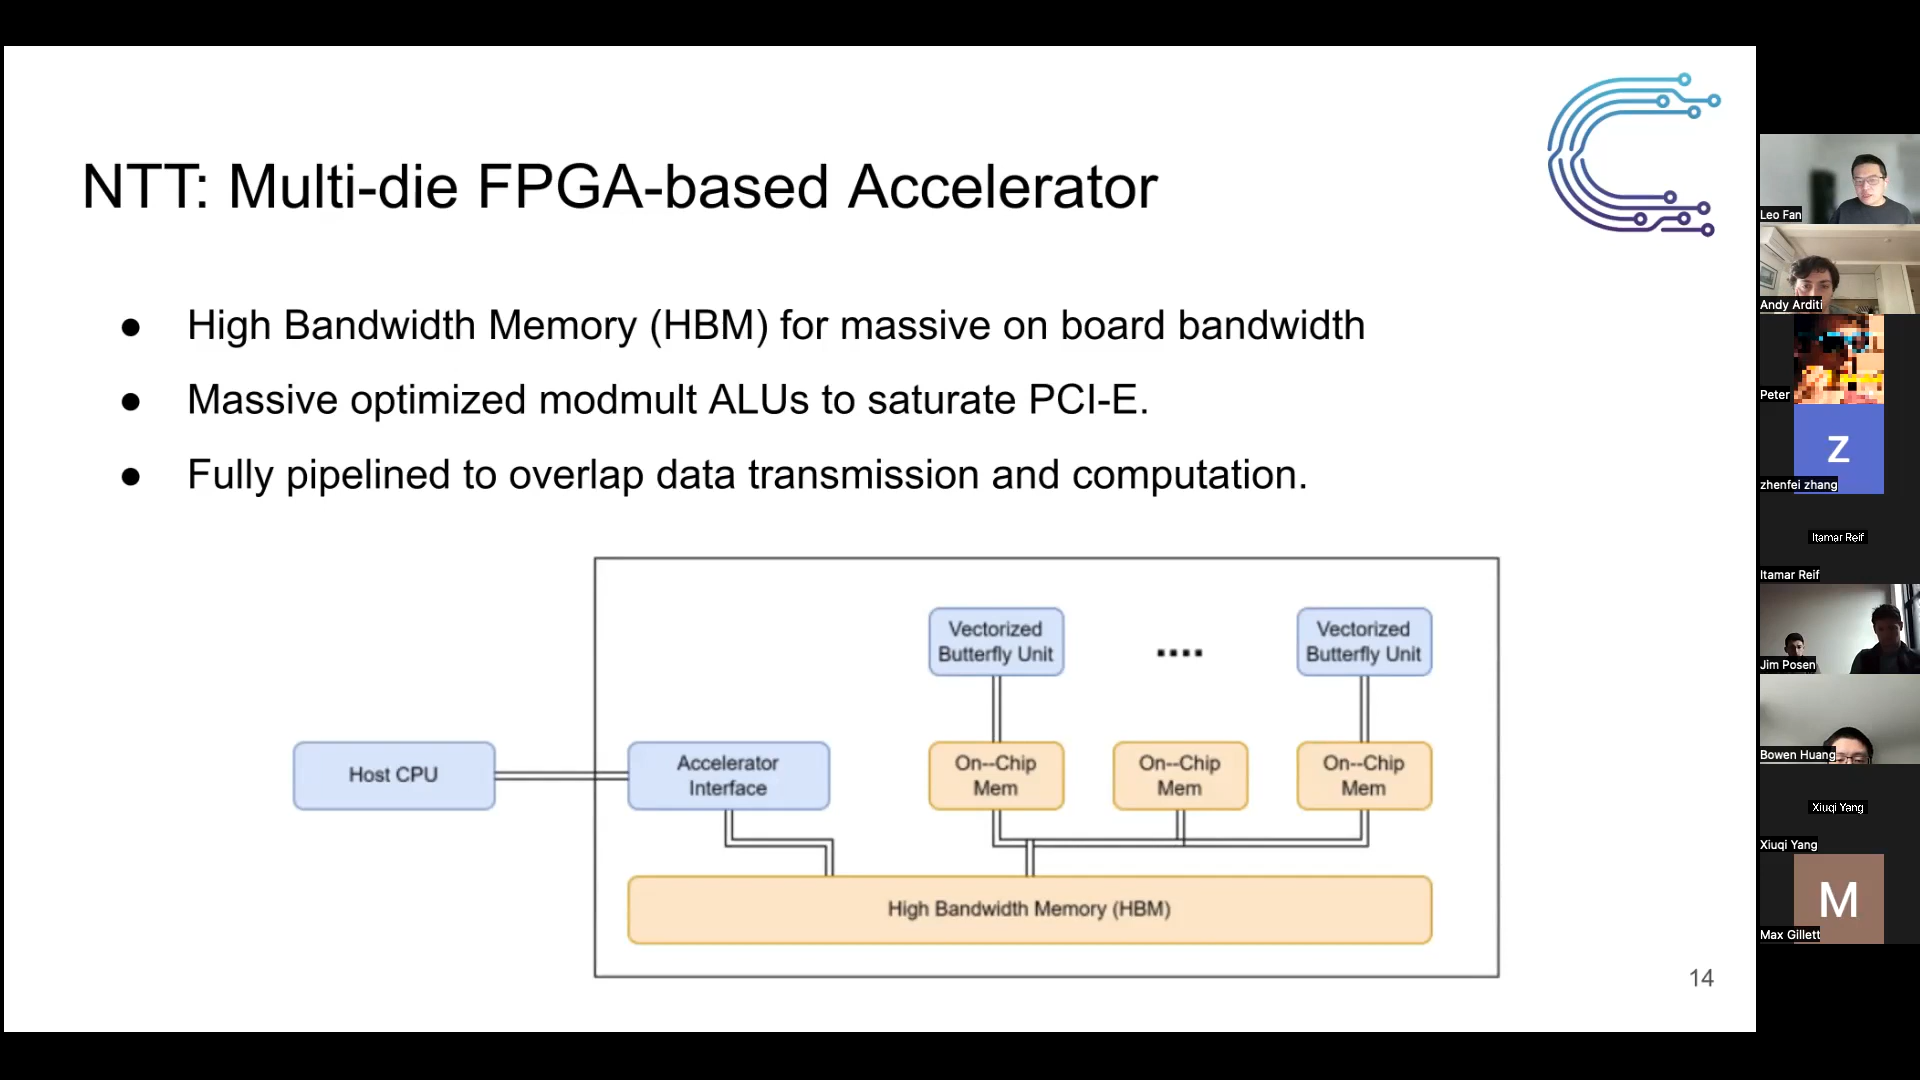 NTT: Multi-die FPGA-based Accelerator
● High Bandwidth Memory (HBM) for massive on board bandwidth
● Massive optimized modmult ALUs to saturate PCI-E.
● Fully pipelined to overlap data transmission and computation.
Vectorized
Butterfly Unit
....
Vectorized
Butterfly Unit
Host CPU
Accelerator
Interface
On--Chip
Mem
On--Chip
Mem
On--Chip
Mem
High Bandwidth Memory (HBM)
14
Leo Fan
Andy Arditi
Peter
Z
zhenfei zhang
Itamar Reif
Itamar Reif
Jim Posen
Bowen Huang
Xiuqi Yang
Xiuqi Yang
M
Max Gillett